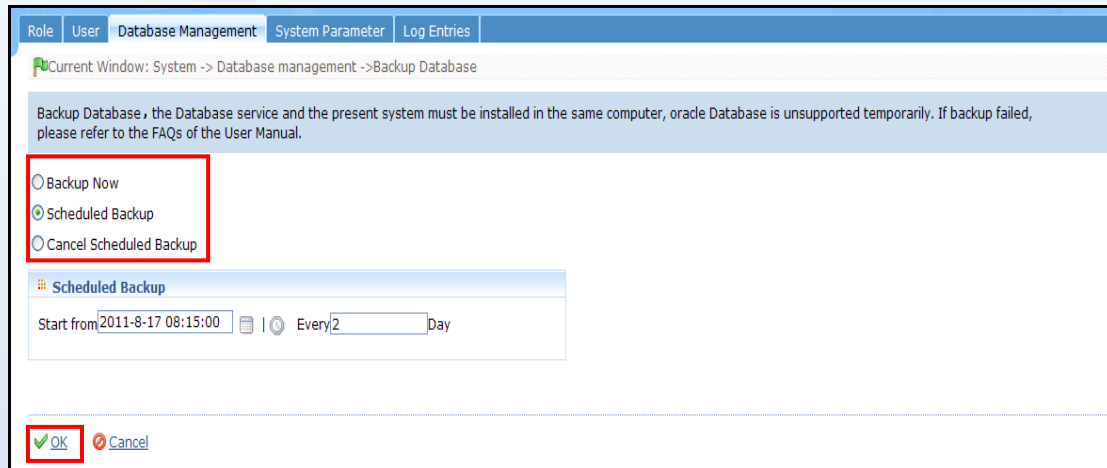 Role User Database Management System Parameter Log Entries
Current Window: System -> Database management ->Backup Database
Backup Database，the Database service and the present system must be installed in the same computer, oracle Database is unsupported temporarily. If backup failed,
please refer to the FAQs of the User Manual.
Backup Now
Scheduled Backup
Cancel Scheduled Backup
Scheduled Backup
Start from 2011-8-17 08:15:00 | Every 2 Day
OK Cancel